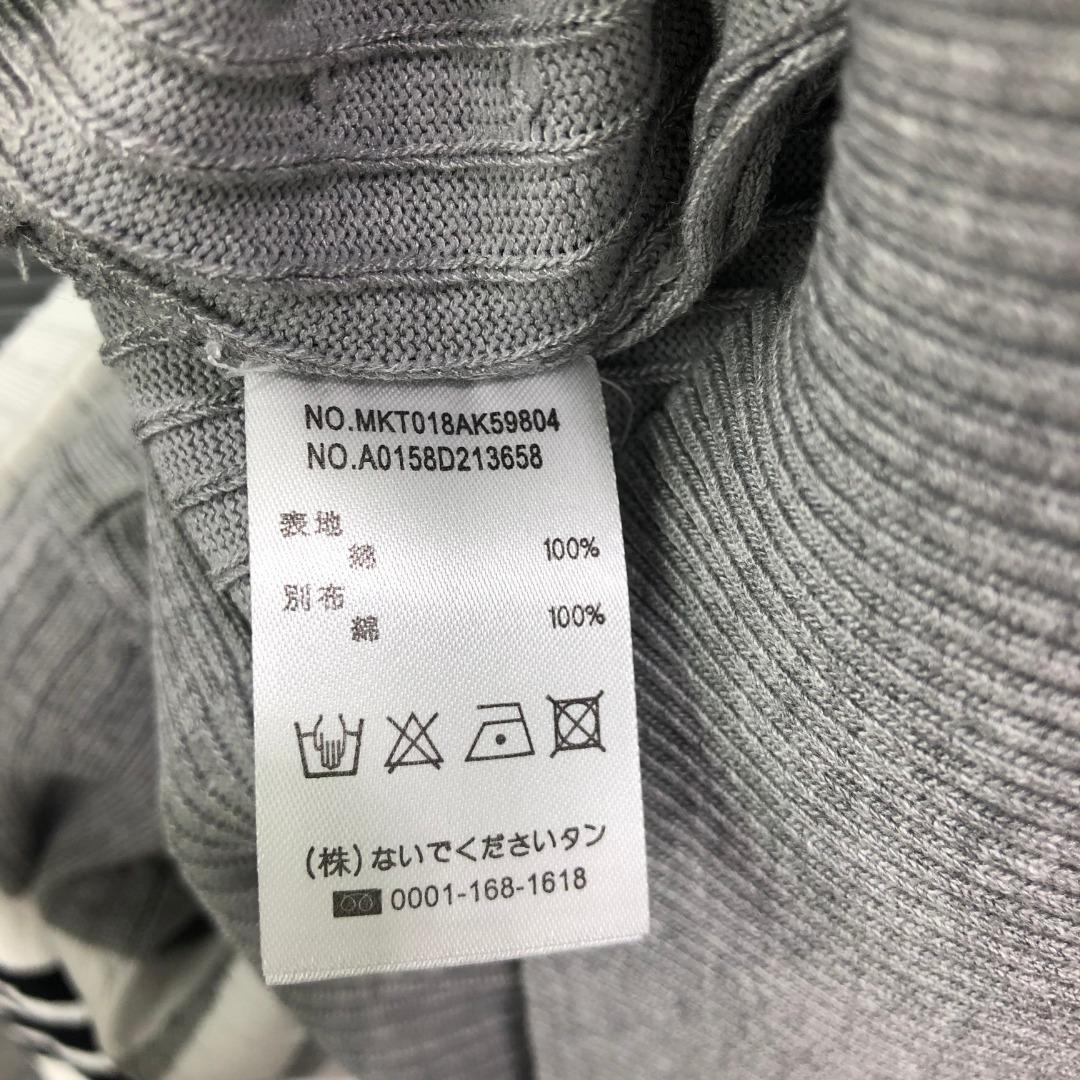 NO.MKT018AK59804
NO.A0158D213658
表地
綿 100%
別布
綿 100%
(株)ないでくださいタン
0001-168-1618